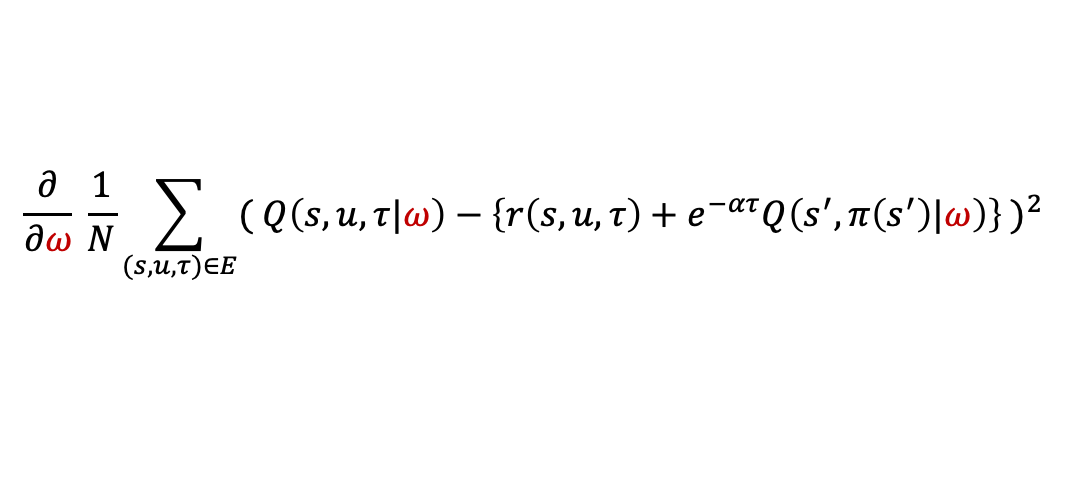 ∂/∂ω 1/N ∑_(s,u,τ)∈E ( Q(s, u, τ|ω) − {r(s, u, τ) + e^{−ατ}Q(s′, π(s′)|ω)} )²